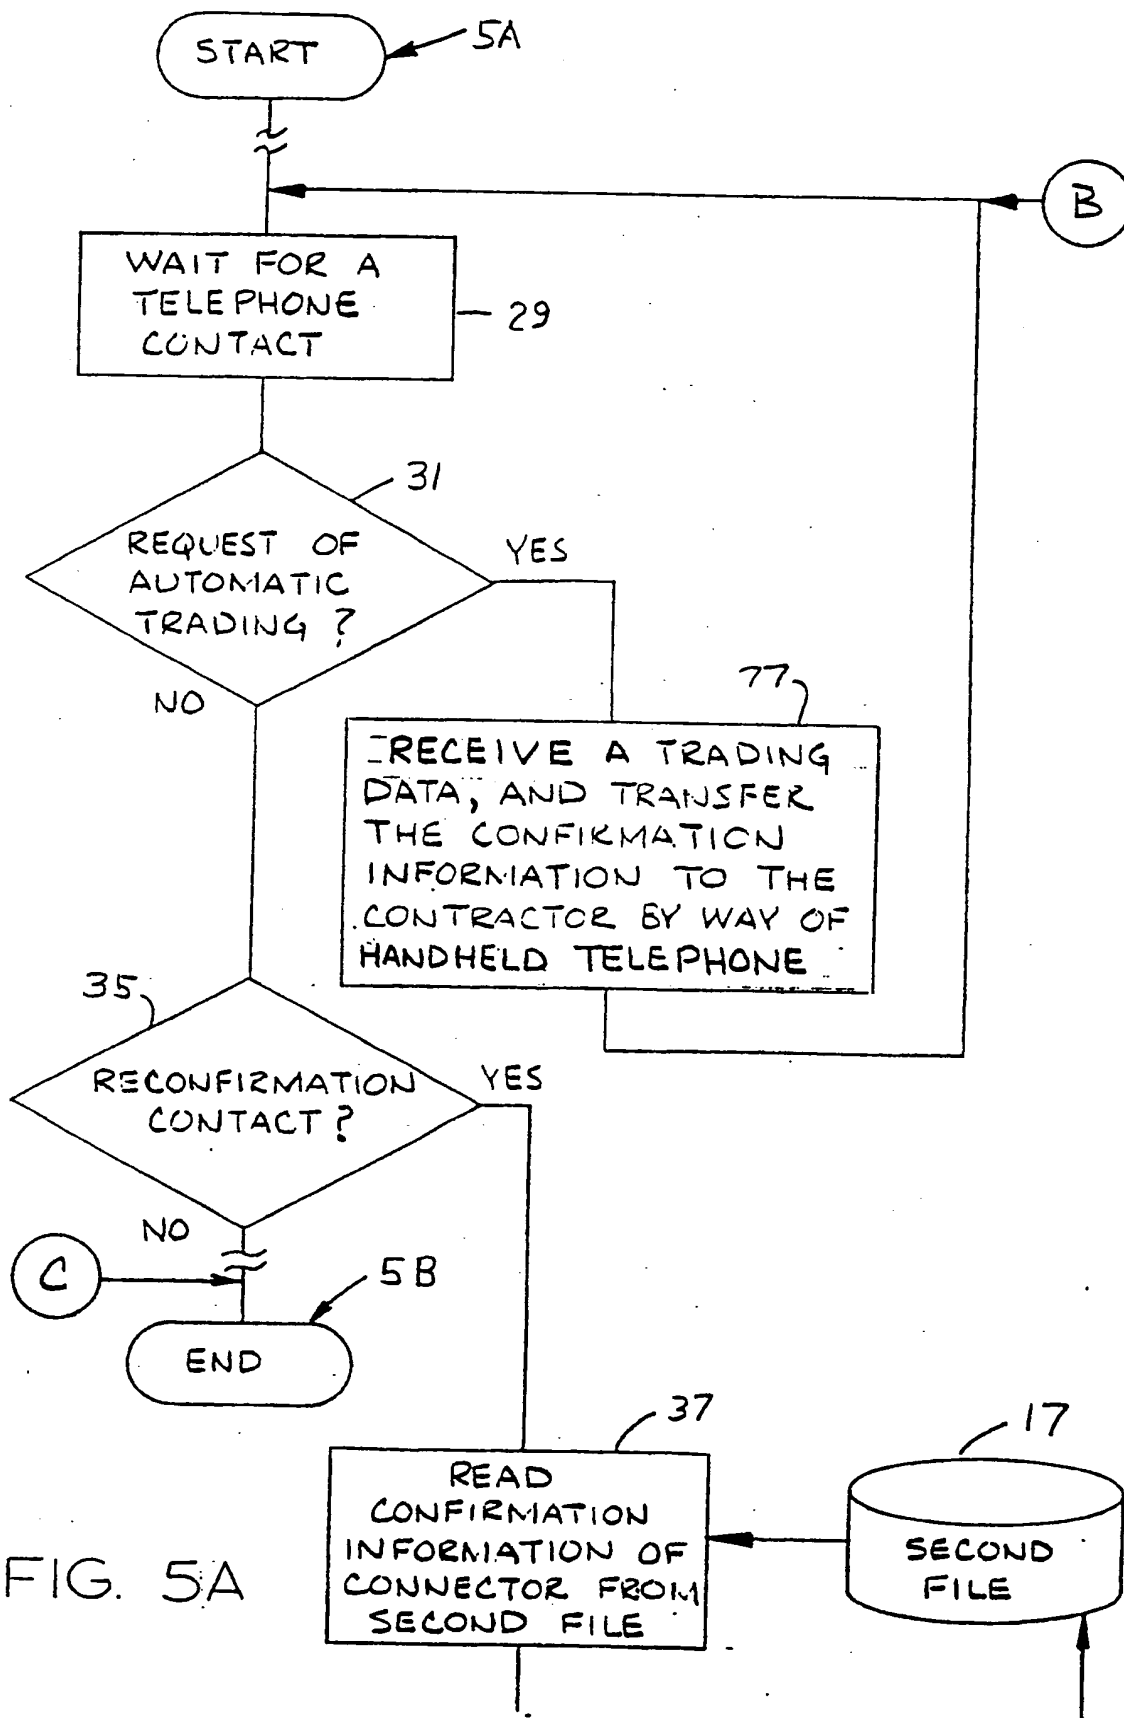 START
5A
B
WAIT FOR A
TELEPHONE
CONTACT
29
31
REQUEST OF
AUTOMATIC
TRADING ?
YES
NO
77
RECEIVE A TRADING
DATA, AND TRANSFER
THE CONFIRMATION
INFORMATION TO THE
CONTRACTOR BY WAY OF
HANDHELD TELEPHONE
35
RECONFIRMATION
CONTACT ?
YES
NO
C
5B
END
37
READ
CONFIRMATION
INFORMATION OF
CONNECTOR FROM
SECOND FILE
17
SECOND
FILE
FIG. 5A